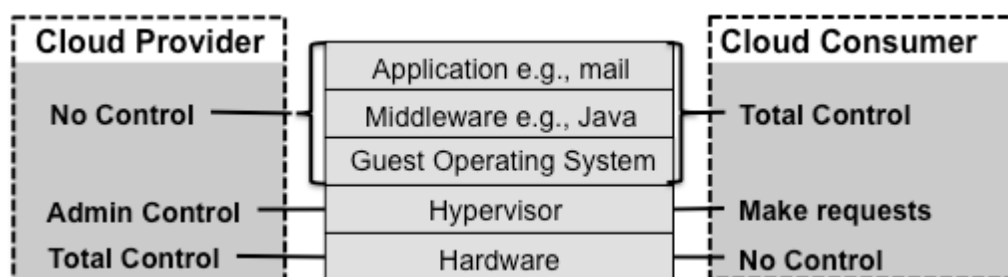 Cloud Provider
Cloud Consumer
Application e.g., mail
No Control
Middleware e.g., Java
Total Control
Guest Operating System
Admin Control
Hypervisor
Make requests
Total Control
Hardware
No Control